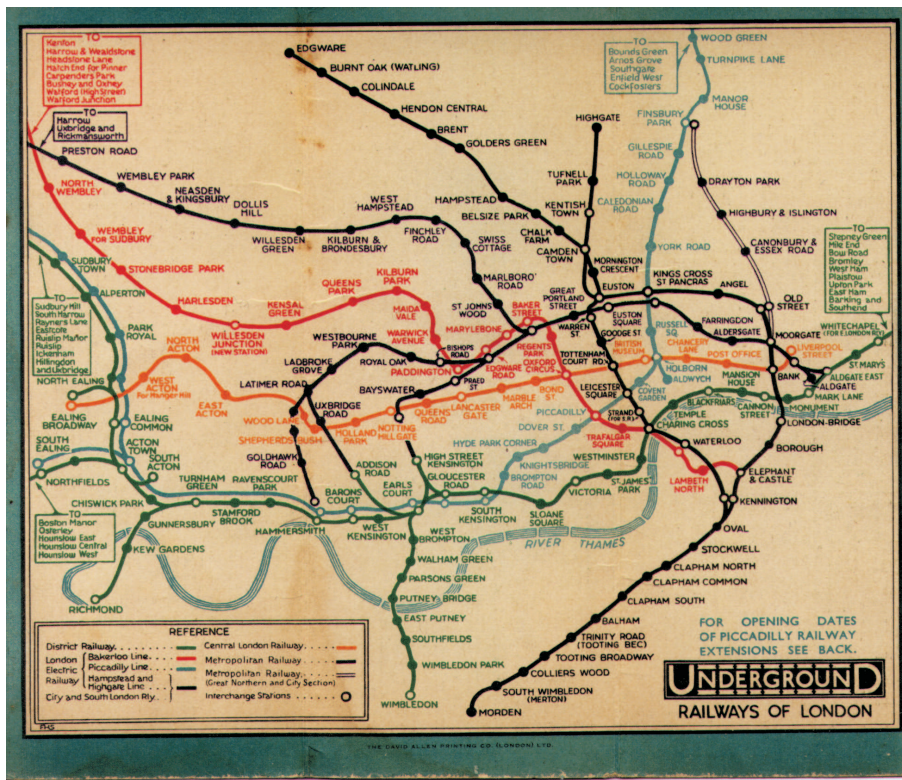 TO
Kenton
Harrow & Wealdstone
Headstone Lane
Hatch End for Pinner
Carpenders Park
Bushey and Oxhey
Watford High Street
Watford Junction
TO
Harrow
Uxbridge and
Rickmansworth
PRESTON ROAD
WEMBLEY PARK
NEASDEN
& KINGSBURY
DOLLIS
HILL
WILLESDEN
GREEN
KILBURN &
BRONDESBURY
WEST
HAMPSTEAD
FINCHLEY
ROAD
SWISS
COTTAGE
MARLBORO'
ROAD
ST JOHNS
WOOD
EDGWARE
BURNT OAK (WATLING)
COLINDALE
HENDON CENTRAL
BRENT
GOLDERS GREEN
HAMPSTEAD
BELSIZE PARK
CHALK
FARM
CAMDEN
TOWN
HIGHGATE
TUFNELL
PARK
KENTISH
TOWN
MORNINGTON
CRESCENT
EUSTON
TO
Bounds Green
Arnos Grove
Southgate
Enfield West
Cockfosters
WOOD GREEN
TURNPIKE LANE
MANOR
HOUSE
FINSBURY
PARK
GILLESPIE
ROAD
HOLLOWAY
ROAD
CALEDONIAN
ROAD
YORK ROAD
KINGS CROSS
ST PANCRAS
DRAYTON PARK
HIGHBURY & ISLINGTON
CANONBURY &
ESSEX ROAD
OLD
STREET
ANGEL
TO
Stepney Green
Mile End
Bow Road
Bromley
West Ham
Plaistow
Upton Park
East Ham
Barking and
Southend
WHITECHAPEL
(FOR E LONDON RLY)
ST MARYS
ALDGATE EAST
ALDGATE
MARK LANE
NORTH
WEMBLEY
WEMBLEY
FOR SUDBURY
STONEBRIDGE PARK
HARLESDEN
WILLESDEN
JUNCTION
(NEW STATION)
KENSAL
GREEN
QUEENS
PARK
KILBURN
PARK
MAIDA
VALE
WARWICK
AVENUE
PADDINGTON
EDGWARE
ROAD
MARYLEBONE
BAKER
STREET
GREAT
PORTLAND
STREET
REGENTS
PARK
OXFORD
CIRCUS
WARREN
ST
EUSTON
SQUARE
GOODGE ST
TOTTENHAM
COURT RD
LEICESTER
SQUARE
STRAND
(FOR S.R.)
RUSSELL
SQ
BRITISH
MUSEUM
CHANCERY
LANE
HOLBORN
ALDWYCH
COVENT
GARDEN
POST OFFICE
FARRINGDON
ALDERSGATE
MOORGATE
LIVERPOOL
STREET
BANK
SUDBURY
TOWN
ALPERTON
PARK
ROYAL
TO
Sudbury Hill
South Harrow
Rayners Lane
Eastcote
Ruislip Manor
Ruislip
Ickenham
Hillingdon
and Uxbridge
NORTH EALING
EALING
BROADWAY
EALING
COMMON
NORTH
ACTON
WEST
ACTON
For Hanger Hill
EAST
ACTON
WOOD LANE
SHEPHERDS BUSH
HOLLAND
PARK
NOTTING
HILL GATE
QUEENS
ROAD
LANCASTER
GATE
MARBLE
ARCH
BOND
ST.
WESTBOURNE
PARK
LADBROKE
GROVE
LATIMER ROAD
ROYAL OAK
BISHOPS
ROAD
PRAED
ST
BAYSWATER
UXBRIDGE
ROAD
GOLDHAWK
ROAD
ADDISON
ROAD
HIGH STREET
KENSINGTON
SOUTH
EALING
NORTHFIELDS
ACTON
TOWN
SOUTH
ACTON
CHISWICK PARK
TURNHAM
GREEN
GUNNERSBURY
KEW GARDENS
RICHMOND
TO
Boston Manor
Osterley
Hounslow East
Hounslow Central
Hounslow West
STAMFORD
BROOK
RAVENSCOURT
PARK
HAMMERSMITH
BARONS
COURT
WEST
KENSINGTON
EARLS
COURT
GLOUCESTER
ROAD
SOUTH
KENSINGTON
BROMPTON
ROAD
KNIGHTSBRIDGE
HYDE PARK CORNER
DOVER ST.
PICCADILLY
SLOANE
SQUARE
VICTORIA
ST JAMES
PARK
WESTMINSTER
TRAFALGAR
SQUARE
CHARING CROSS
TEMPLE
BLACKFRIARS
MANSION
HOUSE
CANNON
STREET
MONUMENT
LONDON-BRIDGE
BOROUGH
WATERLOO
LAMBETH
NORTH
ELEPHANT
& CASTLE
KENNINGTON
OVAL
STOCKWELL
CLAPHAM NORTH
CLAPHAM COMMON
CLAPHAM SOUTH
BALHAM
TRINITY ROAD
(TOOTING BEC)
TOOTING BROADWAY
COLLIERS WOOD
SOUTH WIMBLEDON
(MERTON)
MORDEN
WEST
BROMPTON
WALHAM GREEN
PARSONS GREEN
PUTNEY BRIDGE
EAST PUTNEY
SOUTHFIELDS
WIMBLEDON PARK
WIMBLEDON
RIVER THAMES
REFERENCE
District Railway
London
Electric
Railway
Bakerloo Line
Piccadilly Line
Hampstead and
Highgate Line
City and South London Rly.
Central London Railway
Metropolitan Railway
Metropolitan Railway
(Great Northern and City Section)
Interchange Stations
FOR OPENING DATES
OF PICCADILLY RAILWAY
EXTENSIONS SEE BACK.
UNDERGROUND
RAILWAYS OF LONDON
THE DAVID ALLEN PRINTING CO. (LONDON) LTD.